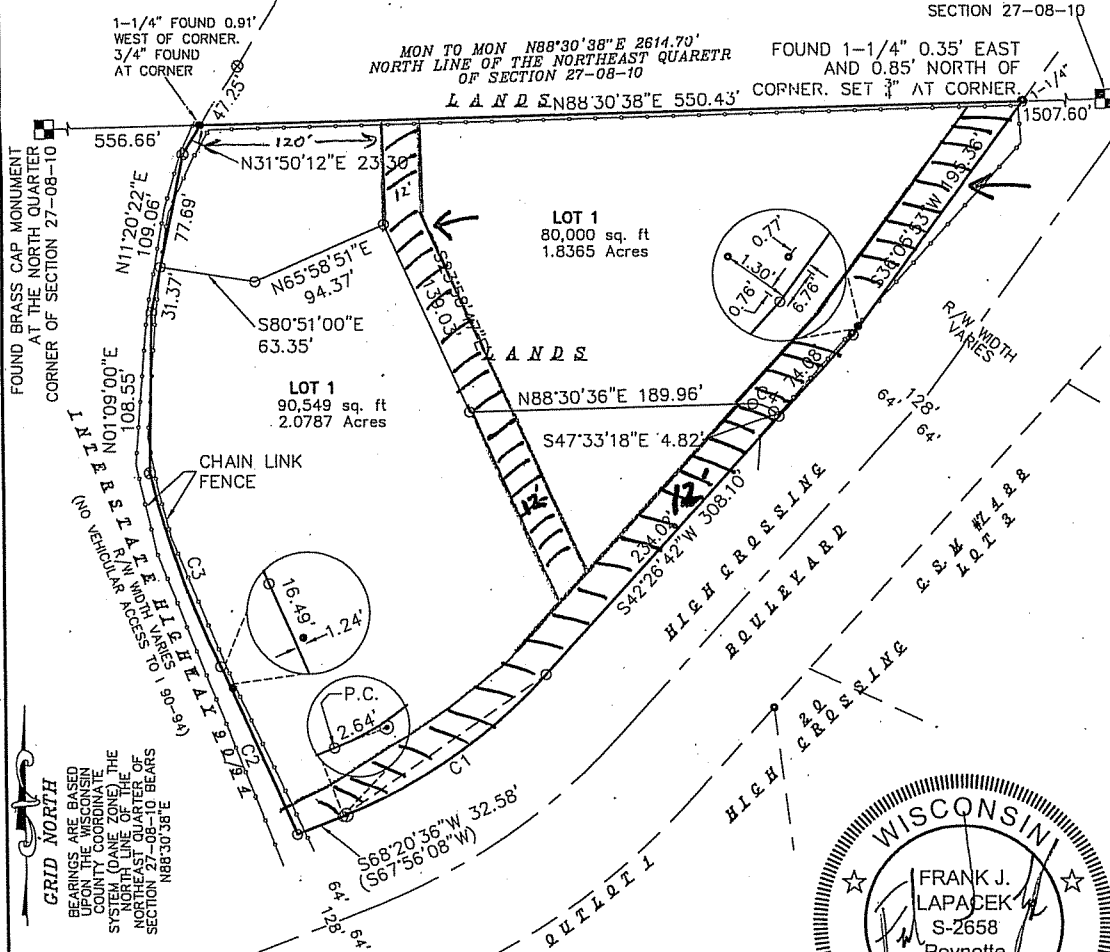 SECTION 27-08-10
1-1/4" FOUND 0.91'
WEST OF CORNER.
3/4" FOUND
AT CORNER
47.25'
MON TO MON N88°30'38"E 2614.70'
NORTH LINE OF THE NORTHEAST QUARETR
OF SECTION 27-08-10
FOUND 1-1/4" 0.35' EAST
AND 0.85' NORTH OF
CORNER. SET ¾" AT CORNER.
1-1/4"
LANDS
N88°30'38"E 550.43'
1507.60'
556.66'
120'
N31°50'12"E 23.30'
FOUND BRASS CAP MONUMENT
AT THE NORTH QUARTER
CORNER OF SECTION 27-08-10
N11°20'22"E
109.06'
77.69'
31.37'
12'
LOT 1
80,000 sq. ft
1.8365 Acres
0.77'
1.30'
0.76'
6.76'
S36°06'53"W 195.36'
N65°58'51"E
94.37'
S80°51'00"E
63.35'
139.03'
LANDS
R/W WIDTH
VARIES
74.08'
N01°09'00"E
108.55'
LOT 1
90,549 sq. ft
2.0787 Acres
N88°30'36"E 189.96'
S47°33'18"E 4.82'
64'
128'
64'
CHAIN LINK
FENCE
INTERSTATE HIGHWAY 90/94
R/W WIDTH VARIES
(NO VEHICULAR ACCESS TO I 90-94)
12'
12'
234.02'
S42°26'42"W 308.10'
HIGH CROSSING
BOULEVARD
LOT 3
C3
16.49'
1.24'
P.C.
2.64'
C2
C1
HIGH CROSSING
S68°20'36"W 32.58'
(S67°56'08"W)
64'
128'
64'
OUTLOT 1
GRID NORTH
BEARINGS ARE BASED
UPON THE WISCONSIN
COUNTY COORDINATE
SYSTEM (DANE ZONE) THE
NORTH LINE OF THE
NORTHEAST QUARTER OF
SECTION 27-08-10 BEARS
N88°30'38"E
WISCONSIN
FRANK J.
LAPACEK
S-2658